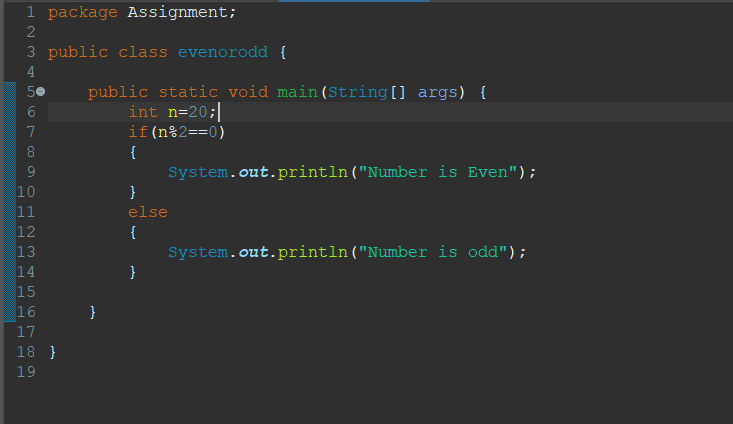 1 package Assignment;
2
3 public class evenorodd {
4
5 public static void main(String[] args) {
6 int n=20;
7 if(n%2==0)
8 {
9 System.out.println("Number is Even");
10 }
11 else
12 {
13 System.out.println("Number is odd");
14 }
15
16 }
17
18 }
19